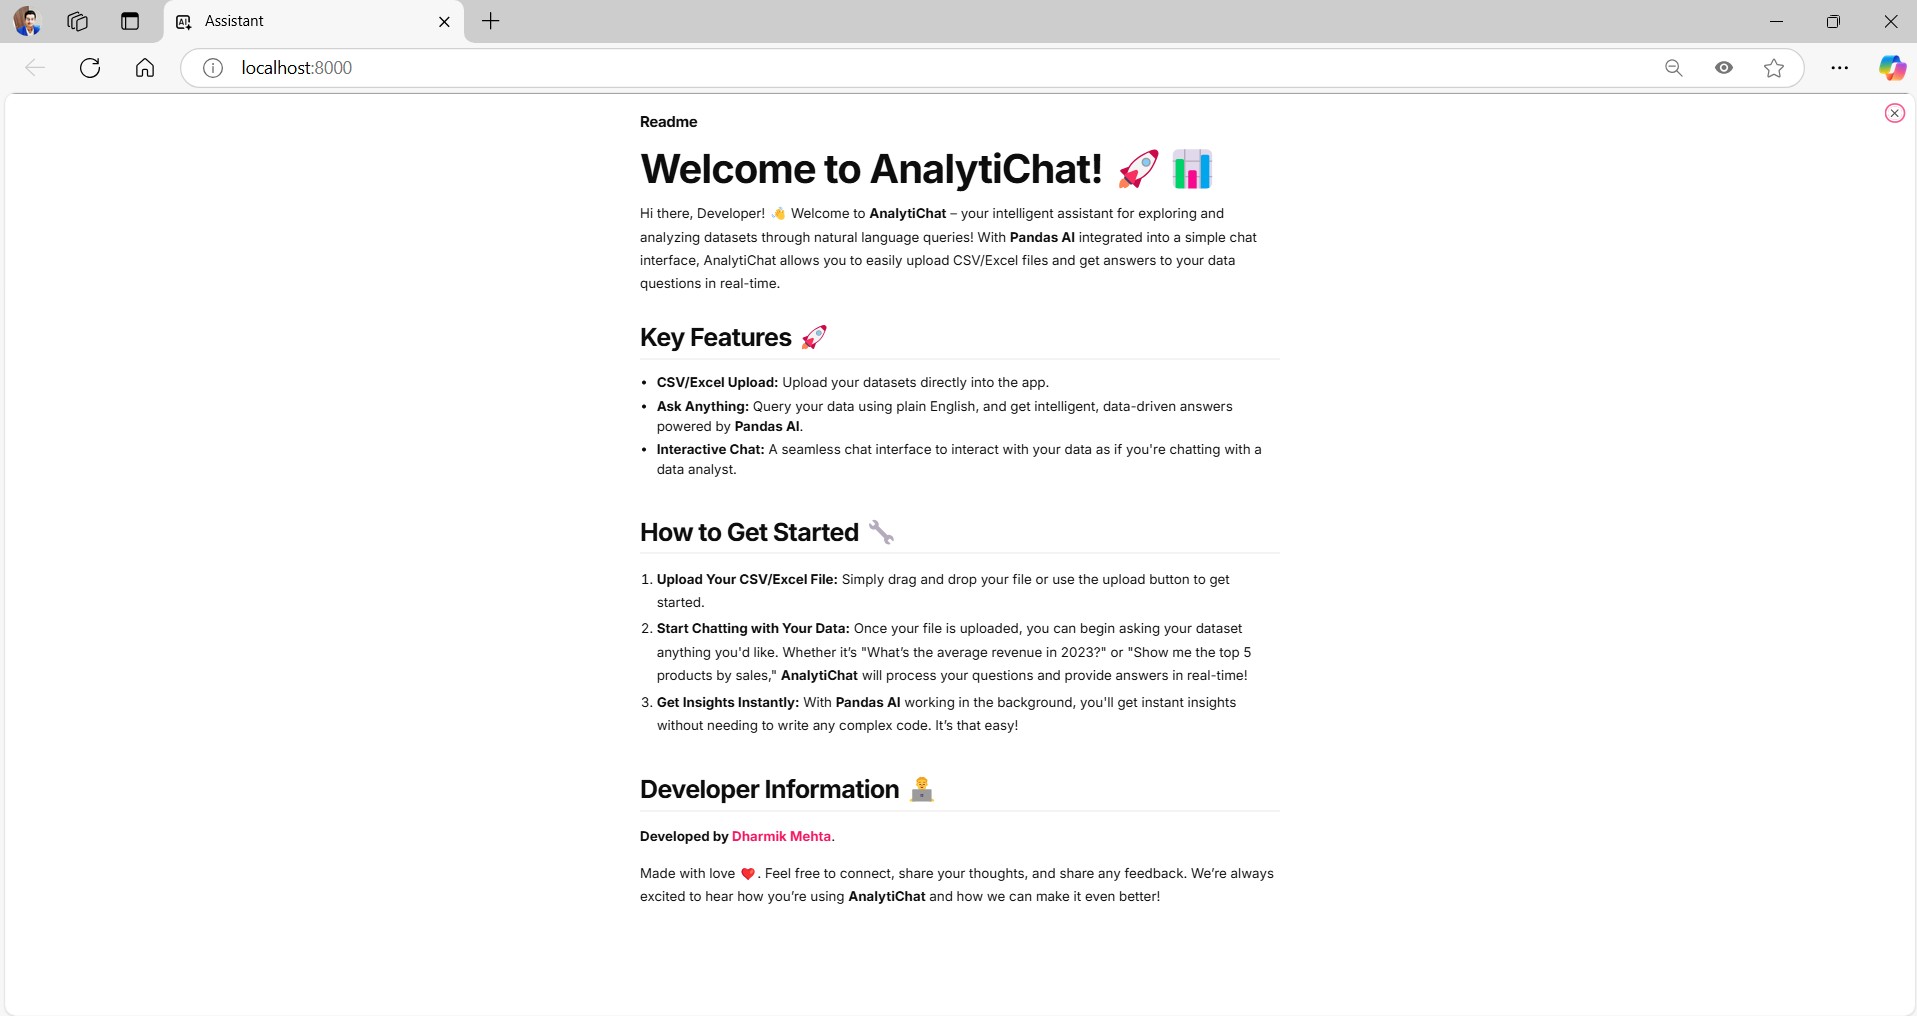 Assistant
localhost:8000
Readme
Welcome to AnalytiChat! 🚀 📊
Hi there, Developer! 👋 Welcome to AnalytiChat – your intelligent assistant for exploring and
analyzing datasets through natural language queries! With Pandas AI integrated into a simple chat
interface, AnalytiChat allows you to easily upload CSV/Excel files and get answers to your data
questions in real-time.
Key Features 🚀
• CSV/Excel Upload: Upload your datasets directly into the app.
• Ask Anything: Query your data using plain English, and get intelligent, data-driven answers
powered by Pandas AI.
• Interactive Chat: A seamless chat interface to interact with your data as if you're chatting with a
data analyst.
How to Get Started 🔧
1. Upload Your CSV/Excel File: Simply drag and drop your file or use the upload button to get
started.
2. Start Chatting with Your Data: Once your file is uploaded, you can begin asking your dataset
anything you'd like. Whether it's "What's the average revenue in 2023?" or "Show me the top 5
products by sales," AnalytiChat will process your questions and provide answers in real-time!
3. Get Insights Instantly: With Pandas AI working in the background, you'll get instant insights
without needing to write any complex code. It's that easy!
Developer Information 👨‍💻
Developed by Dharmik Mehta.
Made with love ❤️. Feel free to connect, share your thoughts, and share any feedback. We're always
excited to hear how you're using AnalytiChat and how we can make it even better!